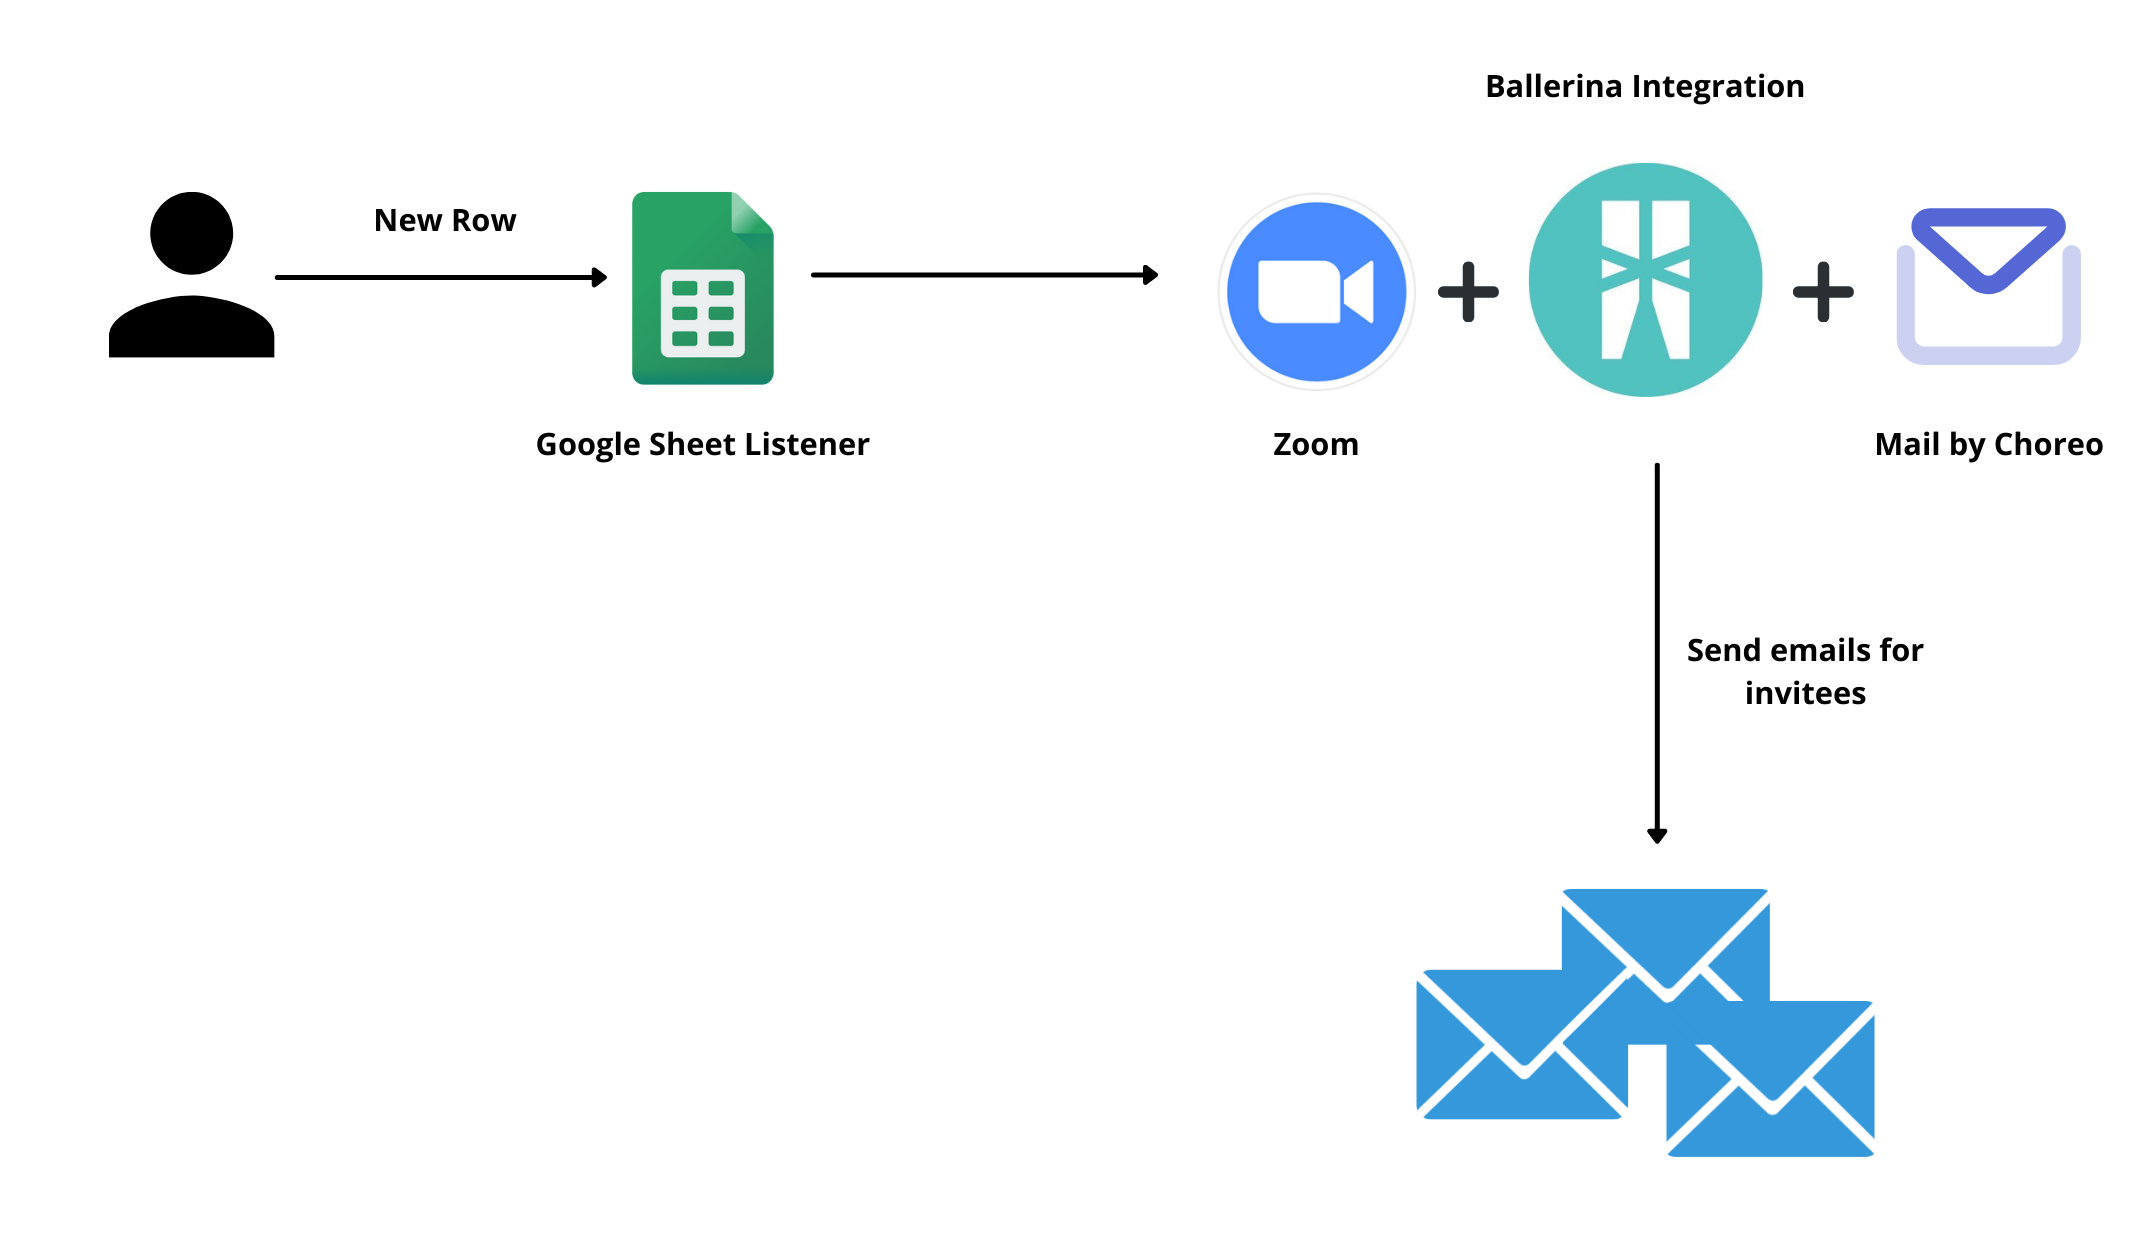 Ballerina Integration
New Row
Google Sheet Listener
Zoom
Mail by Choreo
Send emails for
invitees